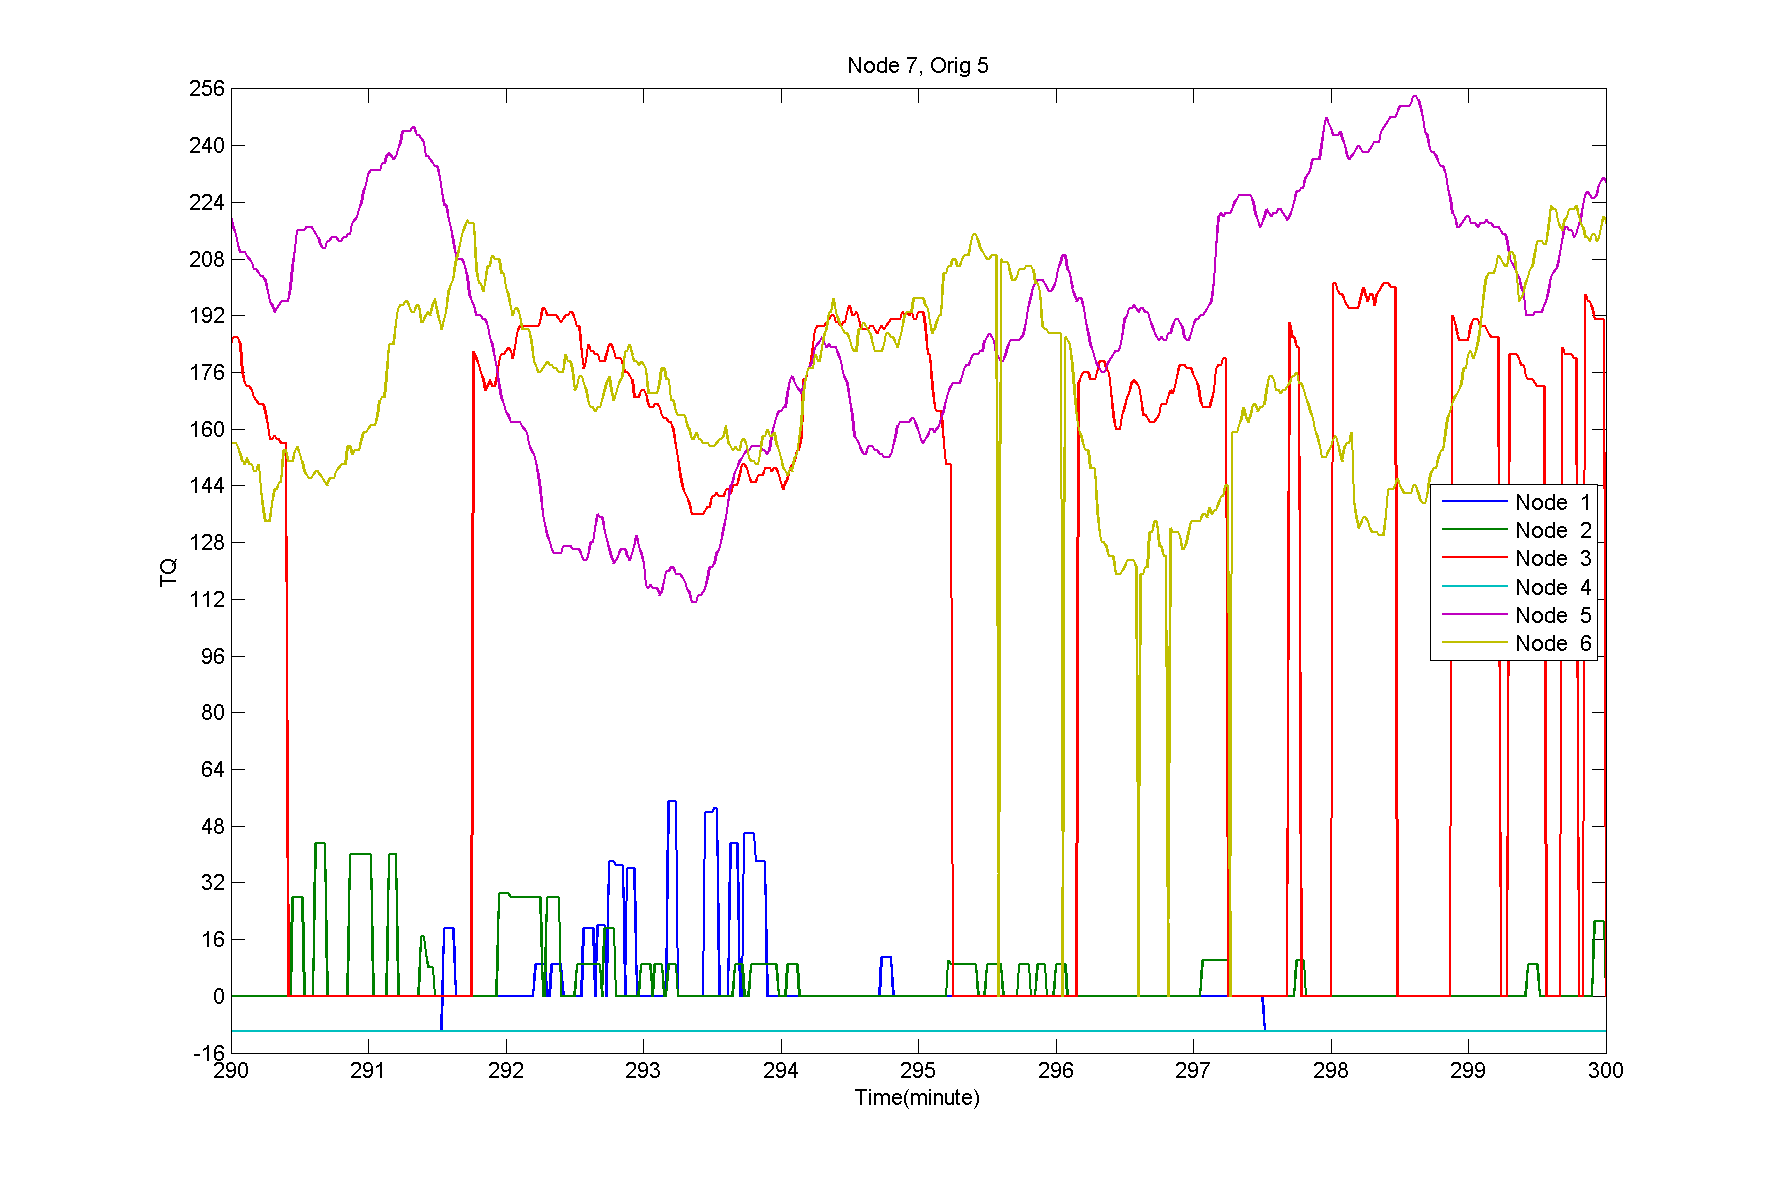 Node 7, Orig 5
256
240
224
208
192
176
160
144
128
112
96
80
64
48
32
16
0
-16
TQ
Node 1
Node 2
Node 3
Node 4
Node 5
Node 6
290 291 292 293 294 295 296 297 298 299 300
Time(minute)